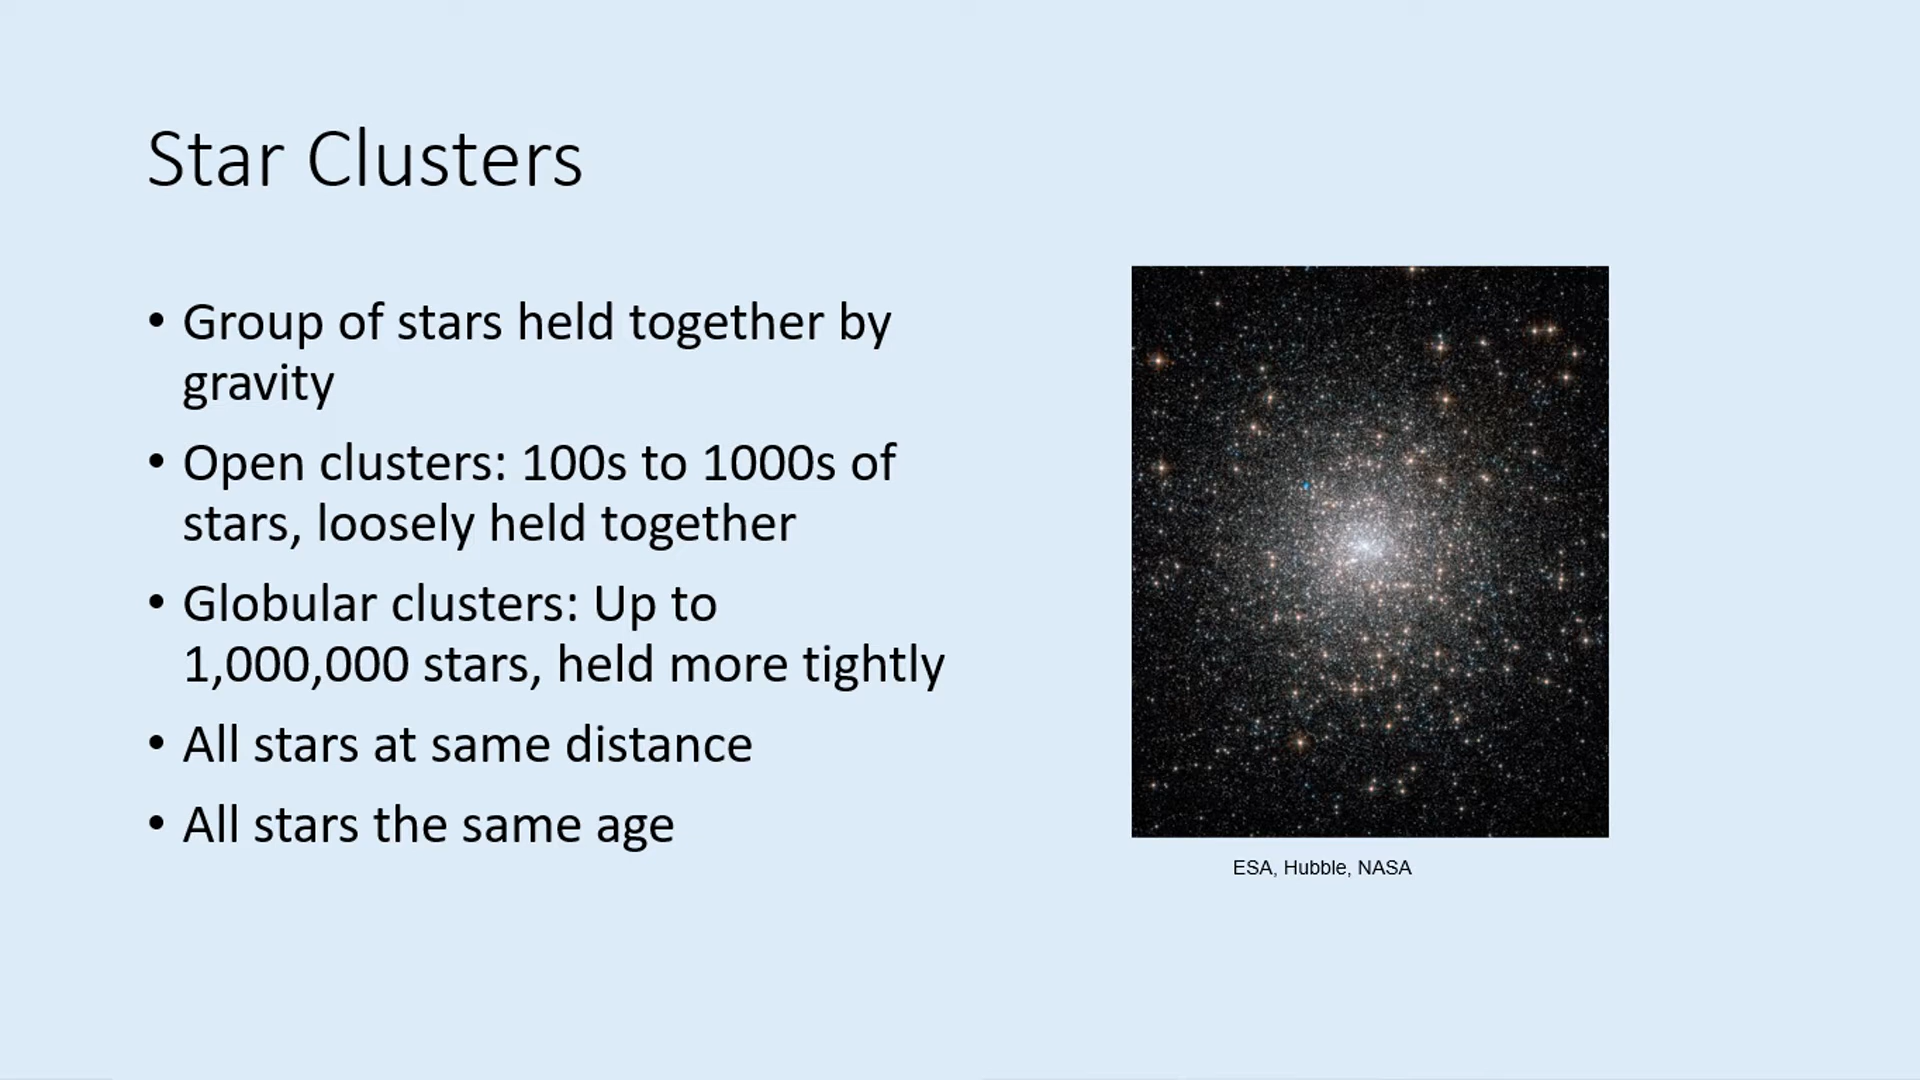 Star Clusters
• Group of stars held together by
gravity
• Open clusters: 100s to 1000s of
stars, loosely held together
• Globular clusters: Up to
1,000,000 stars, held more tightly
• All stars at same distance
• All stars the same age
ESA, Hubble, NASA